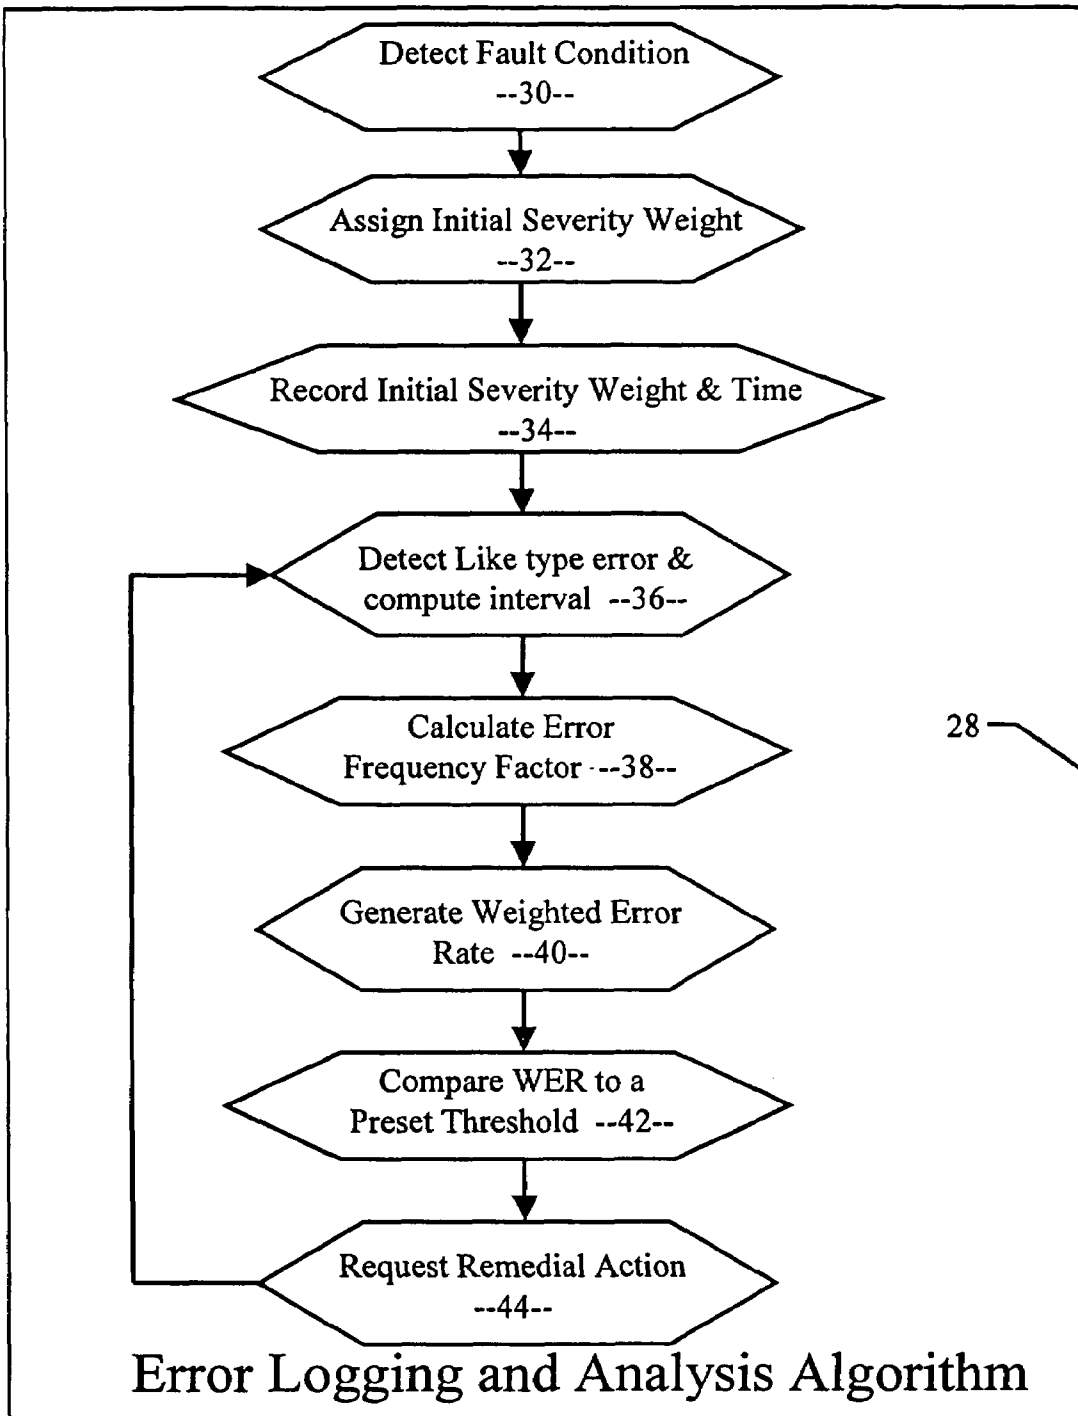 Detect Fault Condition
--30--
Assign Initial Severity Weight
--32--
Record Initial Severity Weight & Time
--34--
Detect Like type error &
compute interval --36--
Calculate Error
Frequency Factor --38--
28
Generate Weighted Error
Rate --40--
Compare WER to a
Preset Threshold --42--
Request Remedial Action
--44--
Error Logging and Analysis Algorithm